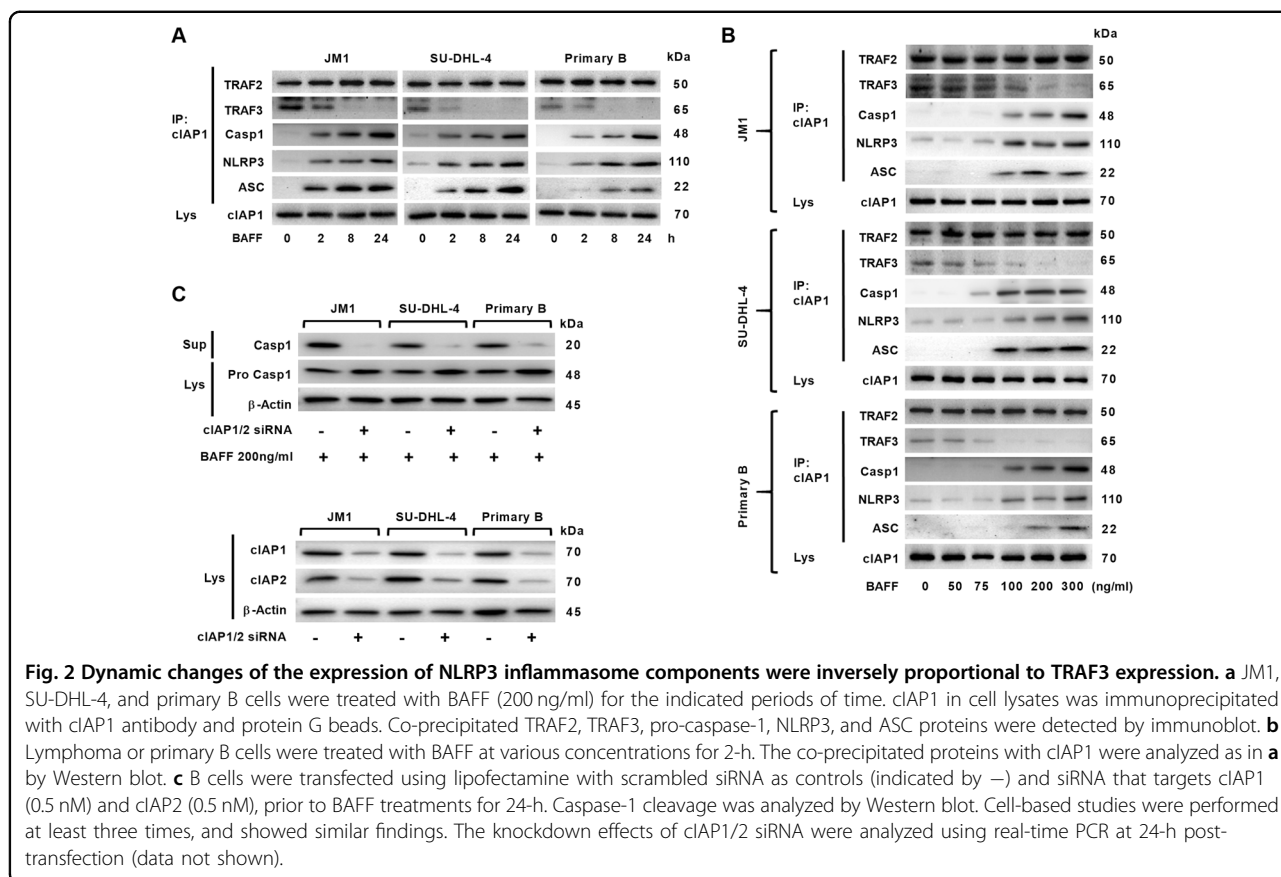 A
JM1 SU-DHL-4 Primary B kDa
IP: cIAP1
TRAF2 50
TRAF3 65
Casp1 48
NLRP3 110
ASC 22
Lys cIAP1 70
BAFF 0 2 8 24 0 2 8 24 0 2 8 24 h
B
kDa
JM1
IP: cIAP1
TRAF2 50
TRAF3 65
Casp1 48
NLRP3 110
ASC 22
Lys cIAP1 70
SU-DHL-4
IP: cIAP1
TRAF2 50
TRAF3 65
Casp1 48
NLRP3 110
ASC 22
Lys cIAP1 70
Primary B
IP: cIAP1
TRAF2 50
TRAF3 65
Casp1 48
NLRP3 110
ASC 22
Lys cIAP1 70
BAFF 0 50 75 100 200 300 (ng/ml)
C
JM1 SU-DHL-4 Primary B kDa
Sup Casp1 20
Lys
Pro Casp1 48
β-Actin 45
cIAP1/2 siRNA - + - + - +
BAFF 200ng/ml + + + + + +
JM1 SU-DHL-4 Primary B kDa
Lys
cIAP1 70
cIAP2 70
β-Actin 45
cIAP1/2 siRNA - + - + - +
Fig. 2 Dynamic changes of the expression of NLRP3 inflammasome components were inversely proportional to TRAF3 expression. a JM1,
SU-DHL-4, and primary B cells were treated with BAFF (200 ng/ml) for the indicated periods of time. cIAP1 in cell lysates was immunoprecipitated
with cIAP1 antibody and protein G beads. Co-precipitated TRAF2, TRAF3, pro-caspase-1, NLRP3, and ASC proteins were detected by immunoblot. b
Lymphoma or primary B cells were treated with BAFF at various concentrations for 2-h. The co-precipitated proteins with cIAP1 were analyzed as in a
by Western blot. c B cells were transfected using lipofectamine with scrambled siRNA as controls (indicated by −) and siRNA that targets cIAP1
(0.5 nM) and cIAP2 (0.5 nM), prior to BAFF treatments for 24-h. Caspase-1 cleavage was analyzed by Western blot. Cell-based studies were performed
at least three times, and showed similar findings. The knockdown effects of cIAP1/2 siRNA were analyzed using real-time PCR at 24-h post-
transfection (data not shown).